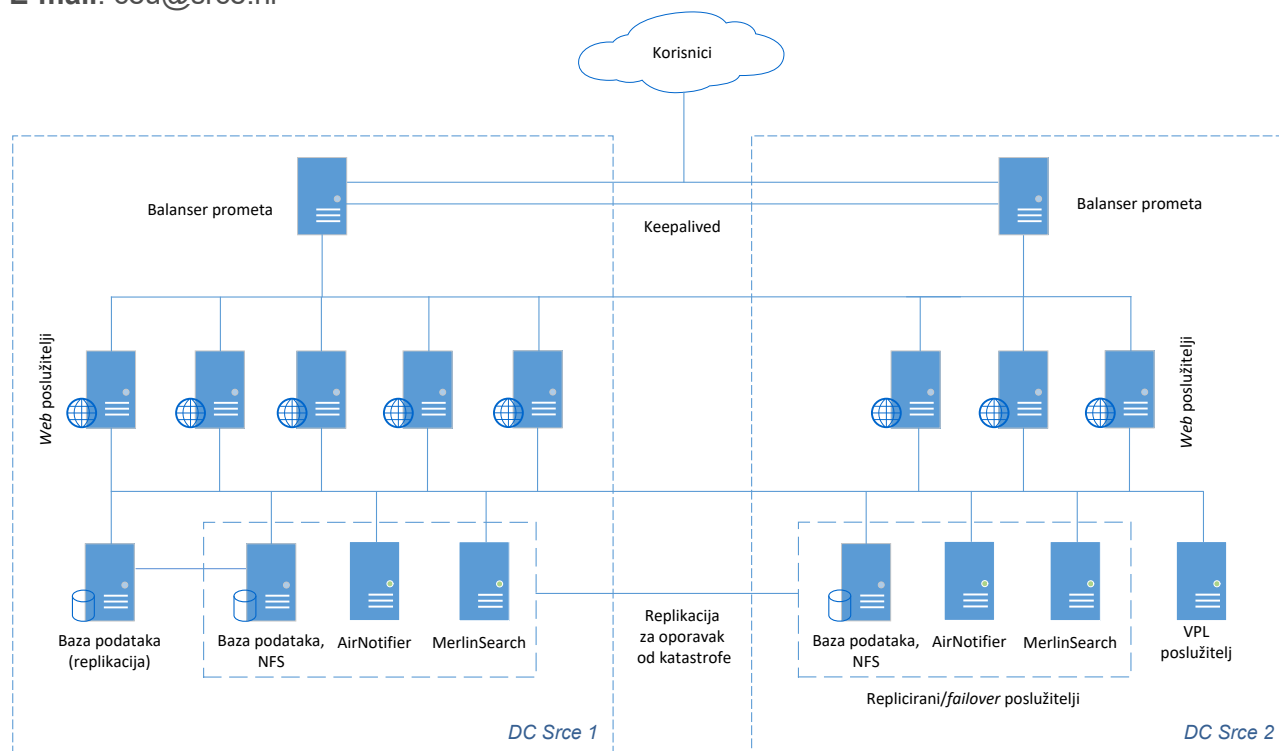 E-mail:
Korisnici
Balanser prometa
Balanser prometa
Keepalived
Web poslužitelji
Web poslužitelji
Baza podataka
(replikacija)
Baza podataka,
NFS
AirNotifier
MerlinSearch
Replikacija
za oporavak
od katastrofe
Baza podataka,
NFS
AirNotifier
MerlinSearch
VPL
poslužitelj
Replicirani/failover poslužitelji
DC Srce 1
DC Srce 2